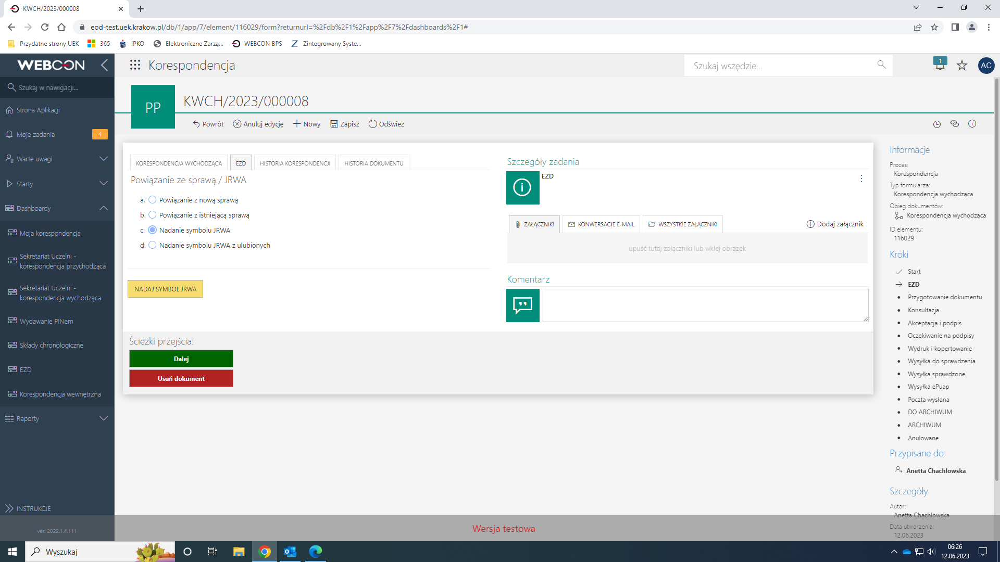 KWCH/2023/000008
eod-test.uek.krakow.pl/db/1/app/7/element/116029/form?returnurl=%2Fdb%2F1%2Fapp%2F7%2Fdashboards%2F1#
Przydatne strony UEK
365
iPKO
Elektroniczne Zarzą...
WEBCON BPS
Zintegrowany Syste...
WEBCON
Korespondencja
Szukaj wszędzie...
1
AC
Szukaj w nawigacji...
Strona Aplikacji
Moje zadania
4
Warte uwagi
Starty
Dashboardy
Moja korespondencja
Sekretariat Uczelni -
korespondencja przychodząca
Sekretariat Uczelni -
korespondencja wychodząca
Wydawanie PINem
Składy chronologiczne
EZD
Korespondencja wewnętrzna
Raporty
INSTRUKCJE
ver. 2022.1.4.111
PP
KWCH/2023/000008
Powrót
Anuluj edycję
Nowy
Zapisz
Odśwież
KORESPONDENCJA WYCHODZĄCA
EZD
HISTORIA KORESPONDENCJI
HISTORIA DOKUMENTU
Powiązanie ze sprawą / JRWA
a. Powiązanie z nową sprawą
b. Powiązanie z istniejącą sprawą
c. Nadanie symbolu JRWA
d. Nadanie symbolu JRWA z ulubionych
NADAJ SYMBOL JRWA
Szczegóły zadania
EZD
ZAŁĄCZNIKI
KONWERSACJE E-MAIL
WSZYSTKIE ZAŁĄCZNIKI
Dodaj załącznik
upuść tutaj załączniki lub wklej obrazek
Komentarz
Ścieżki przejścia:
Dalej
Usuń dokument
Informacje
Proces:
Korespondencja
Typ formularza:
Korespondencja wychodząca
Obieg dokumentów:
Korespondencja wychodząca
ID elementu:
116029
Kroki
Start
EZD
Przygotowanie dokumentu
Konsultacja
Akceptacja i podpis
Oczekiwanie na podpisy
Wydruk i kopertowanie
Wysyłka do sprawdzenia
Wysyłka sprawdzone
Wysyłka ePuap
Poczta wysłana
DO ARCHIWUM
ARCHIWUM
Anulowane
Przypisane do:
Anetta Chachlowska
Szczegóły
Autor:
Anetta Chachlowska
Data utworzenia:
12.06.2023
Wersja testowa
Wyszukaj
06:26
12.06.2023